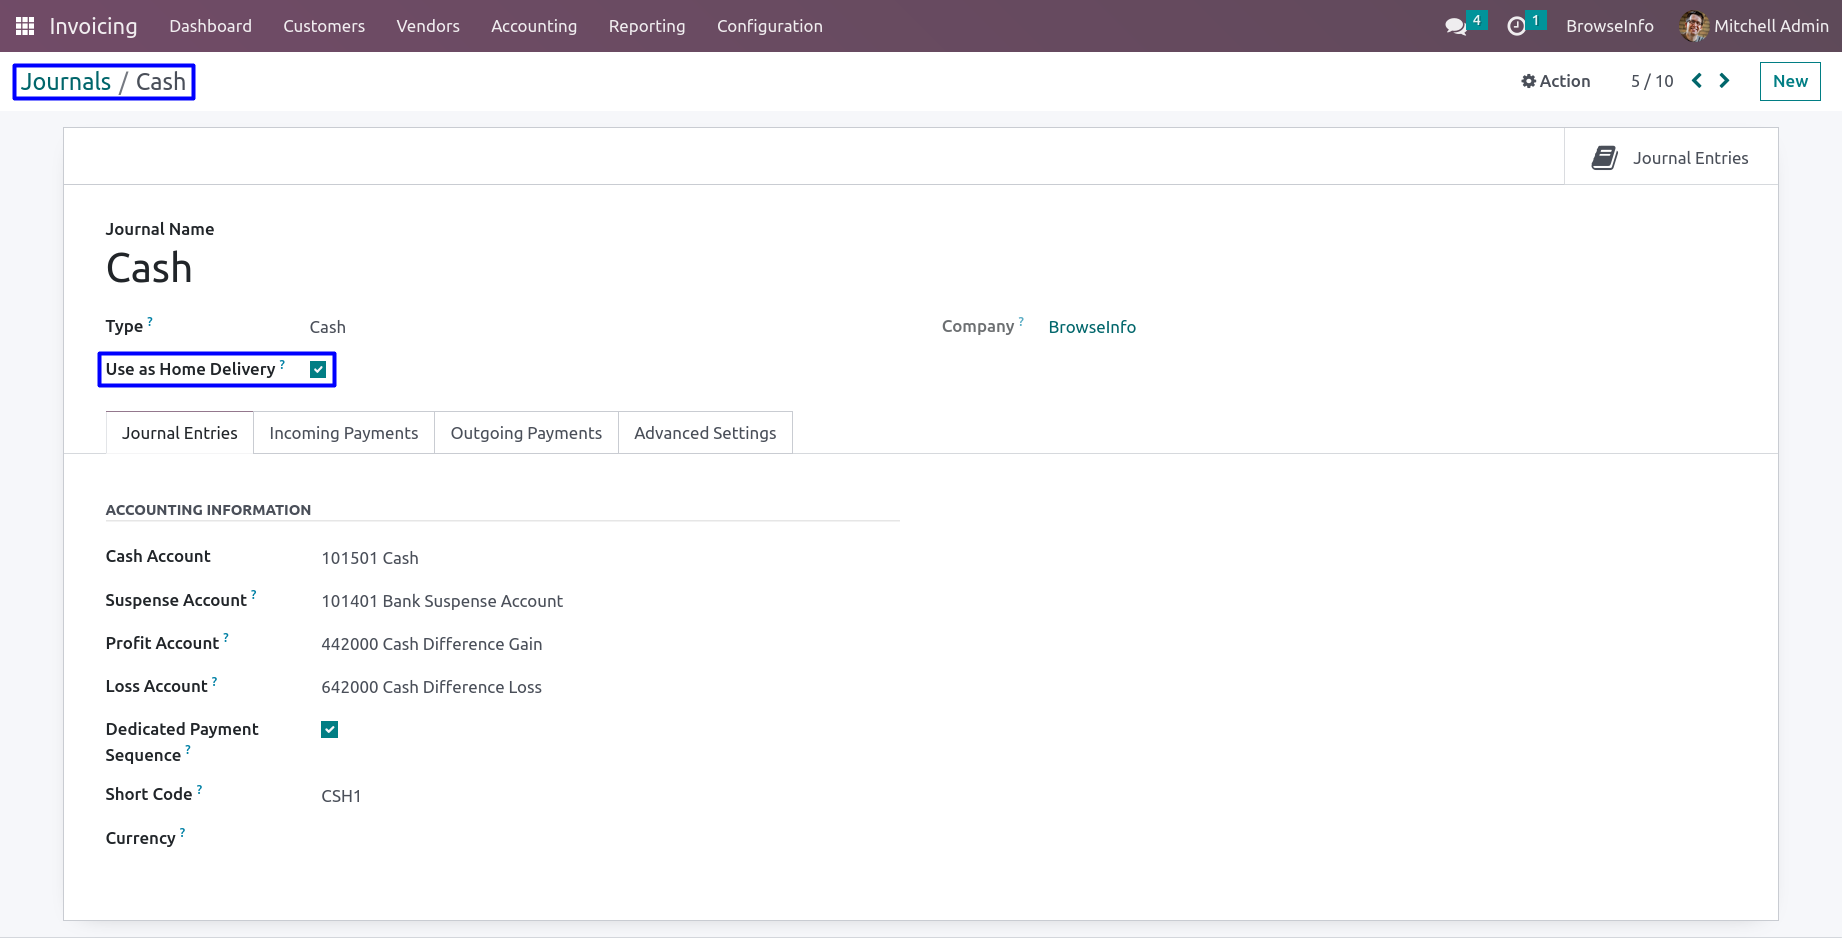 Invoicing Dashboard Customers Vendors Accounting Reporting Configuration 4 1 BrowseInfo Mitchell Admin
Journals / Cash Action 5 / 10 New
Journal Entries
Journal Name
Cash
Type ? Cash Company ? BrowseInfo
Use as Home Delivery ?
Journal Entries Incoming Payments Outgoing Payments Advanced Settings
ACCOUNTING INFORMATION
Cash Account 101501 Cash
Suspense Account ? 101401 Bank Suspense Account
Profit Account ? 442000 Cash Difference Gain
Loss Account ? 642000 Cash Difference Loss
Dedicated Payment
Sequence ?
Short Code ? CSH1
Currency ?